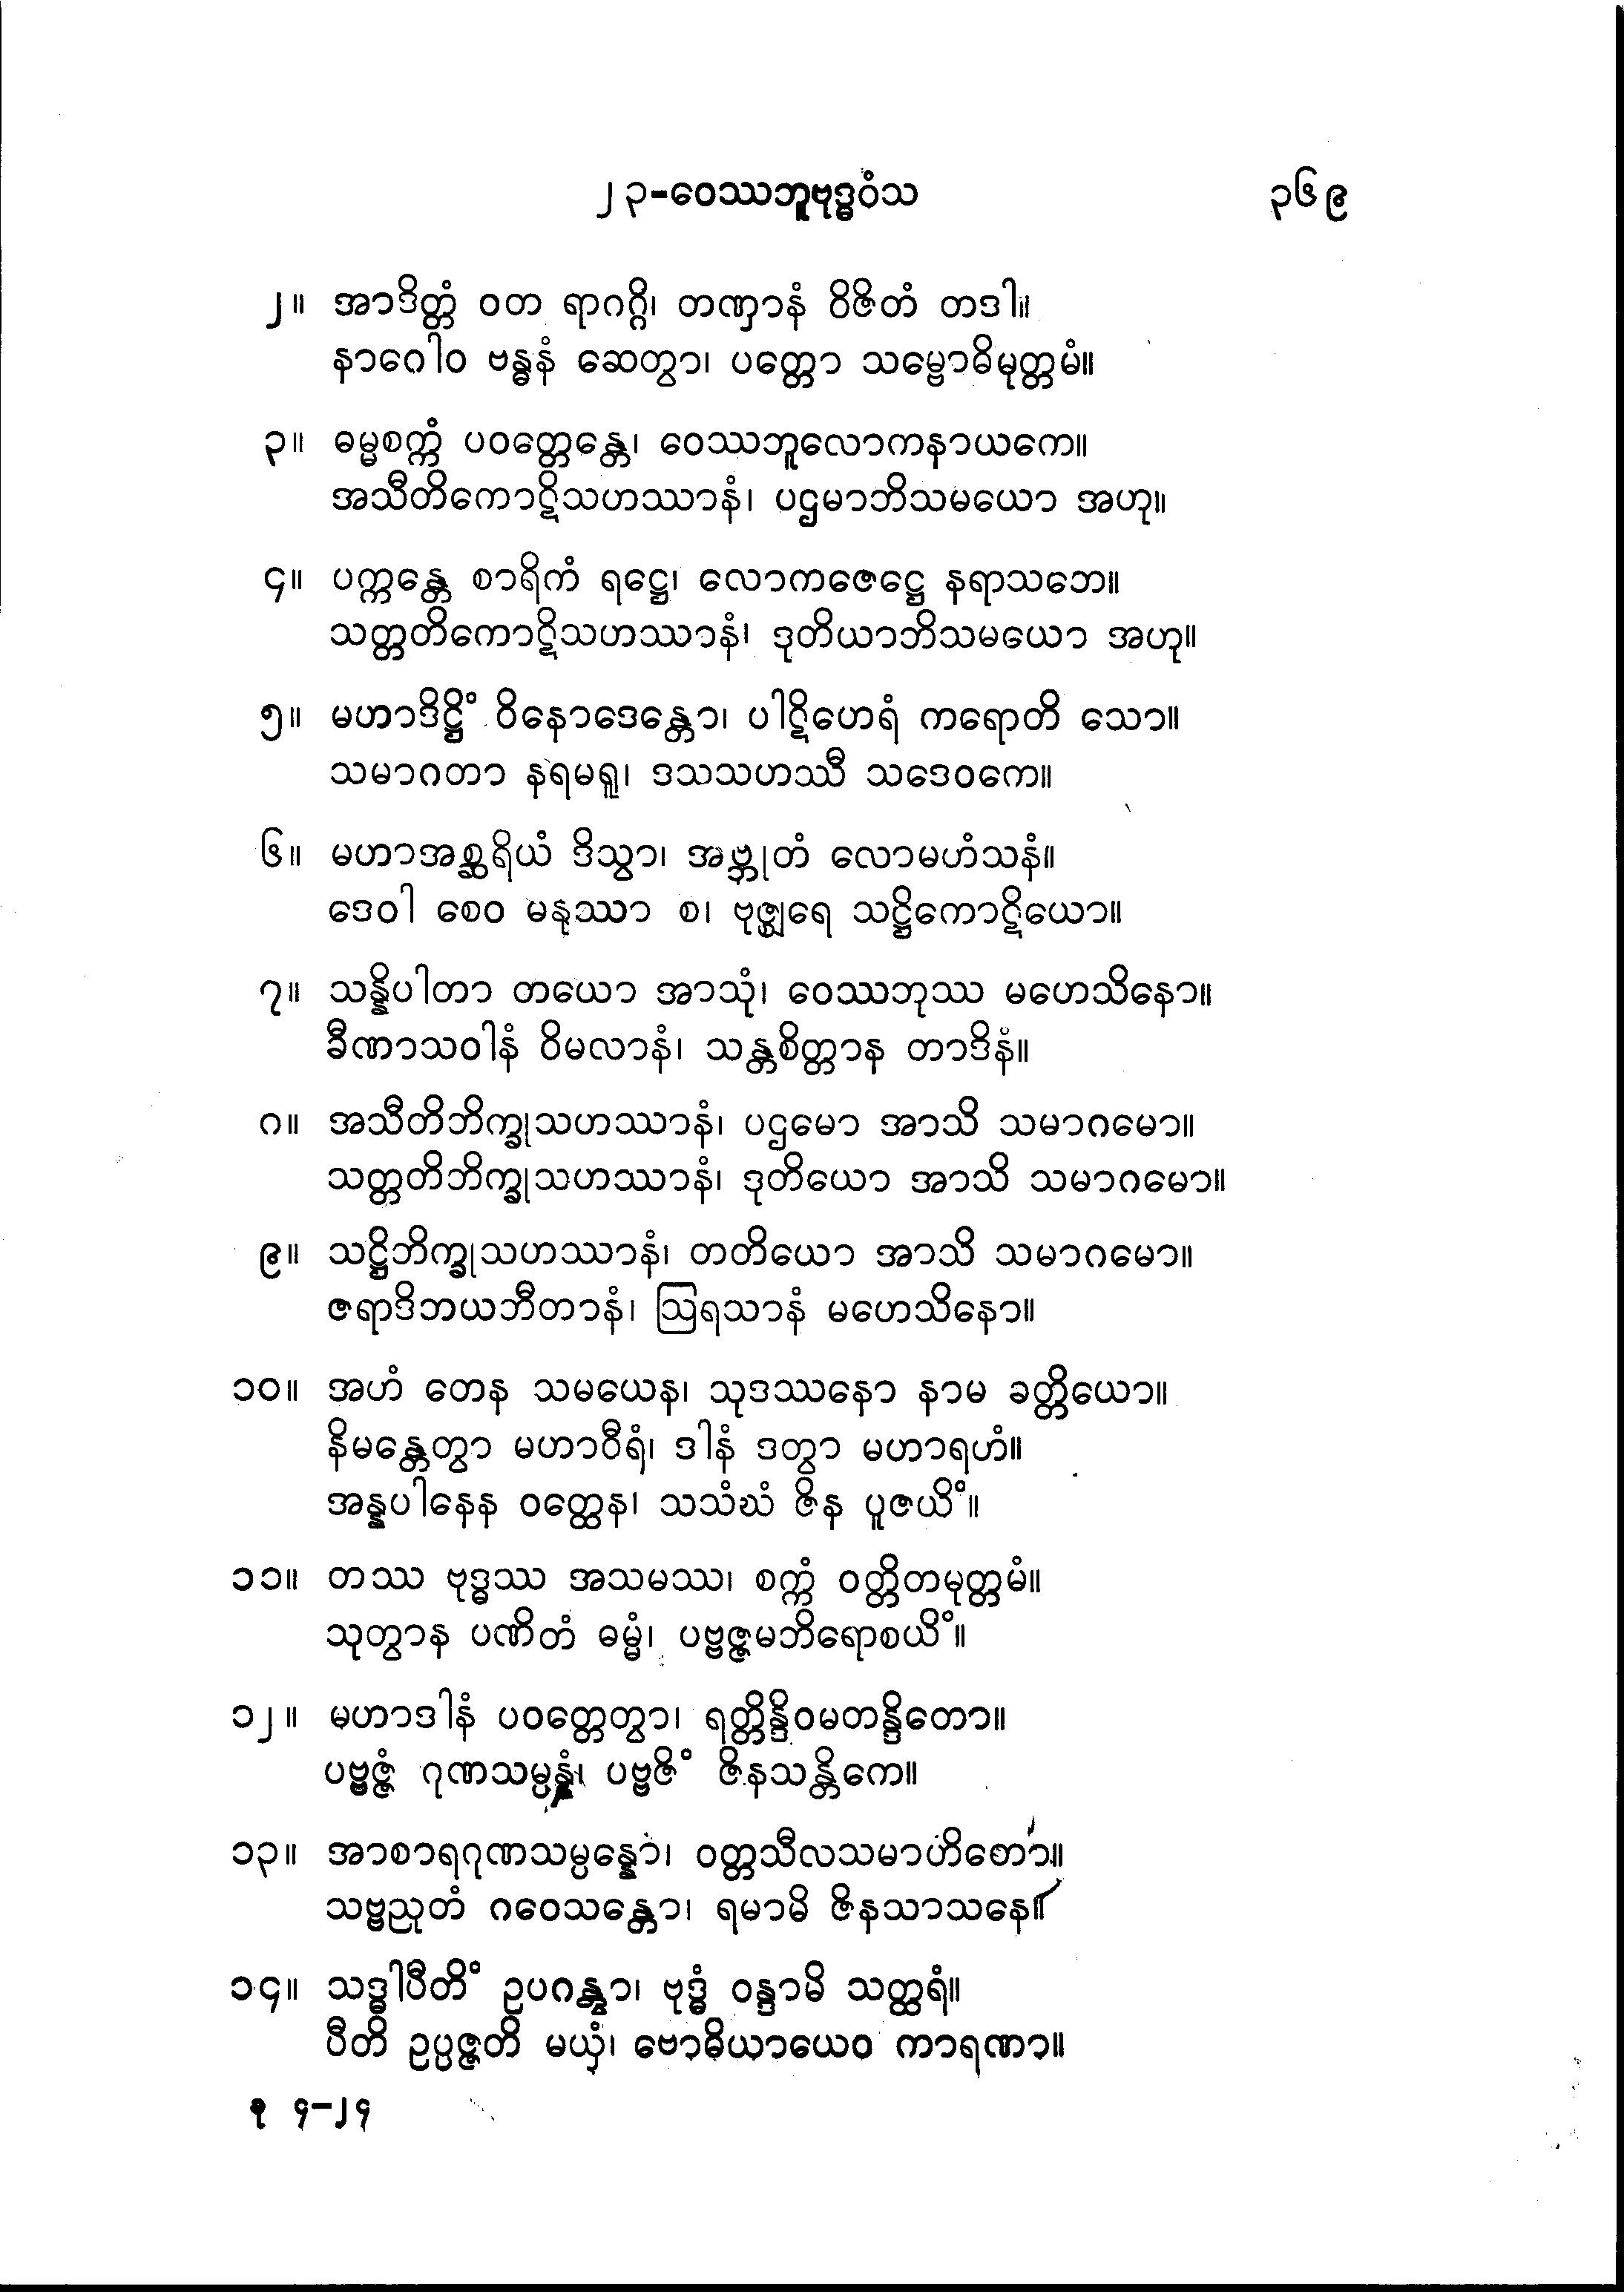 ၂၃-ဝေဿဘူဗုဒ္ဓဝံသ ၃၆၉
၂။ အာဒိတ္တံ ဝတ ရာဂဂ္ဂိ၊ တဏှာနံ ဝိဇိတံ တဒါ။
နာဂေါဝ ဗန္ဓနံ ဆေတွာ၊ ပတ္တော သမ္ဗောဓိမုတ္တမံ။
၃။ ဓမ္မစက္ကံ ပဝတ္တေန္တေ၊ ဝေဿဘူလောကနာယကေ။
အသီတိကောဋိသဟဿာနံ၊ ပဌမာဘိသမယော အဟု။
၄။ ပက္ကန္တေ စာရိကံ ရဋ္ဌေ၊ လောကဇေဋ္ဌေ နရာသဘေ။
သတ္တတိကောဋိသဟဿာနံ၊ ဒုတိယာဘိသမယော အဟု။
၅။ မဟာဒိဋ္ဌိံ ဝိနောဒေန္တော၊ ပါဋိဟေရံ ကရောတိ သော။
သမာဂတာ နရမရူ၊ ဒသသဟဿီ သဒေဝကေ။
၆။ မဟာအစ္ဆရိယံ ဒိသွာ၊ အဗ္ဘုတံ လောမဟံသနံ။
ဒေဝါ စေဝ မနုဿာ စ၊ ဗုဇ္ဈရေ သဋ္ဌိကောဋိယော။
၇။ သန္နိပါတာ တယော အာသုံ၊ ဝေဿဘုဿ မဟေသိနော။
ခီဏာသဝါနံ ဝိမလာနံ၊ သန္တစိတ္တာန တာဒိနံ။
၈။ အသီတိဘိက္ခုသဟဿာနံ၊ ပဌမော အာသိ သမာဂမော။
သတ္တတိဘိက္ခုသဟဿာနံ၊ ဒုတိယော အာသိ သမာဂမော။
၉။ သဋ္ဌိဘိက္ခုသဟဿာနံ၊ တတိယော အာသိ သမာဂမော။
ဇရာဒိဘယဘီတာနံ၊ ဩရသာနံ မဟေသိနော။
၁၀။ အဟံ တေန သမယေန၊ သုဒဿနော နာမ ခတ္တိယော။
နိမန္တေတွာ မဟာဝီရံ၊ ဒါနံ ဒတွာ မဟာရဟံ။
အန္နပါနေန ဝတ္ထေန၊ သသံဃံ ဇိန ပူဇယိံ။
၁၁။ တဿ ဗုဒ္ဓဿ အသမဿ၊ စက္ကံ ဝတ္တိတမုတ္တမံ။
သုတွာန ပဏိတံ ဓမ္မံ၊ ပဗ္ဗဇ္ဇမဘိရောစယိံ။
၁၂။ မဟာဒါနံ ပဝတ္တေတွာ၊ ရတ္တိန္ဒိဝမတန္ဒိတော။
ပဗ္ဗဇ္ဇံ ဂုဏသမ္ပန္နံ၊ ပဗ္ဗဇိံ ဇိနသန္တိကေ။
၁၃။ အာစာရဂုဏသမ္ပန္နော၊ ဝတ္တသီလသမာဟိတော။
သဗ္ဗညုတံ ဂဝေသန္တော၊ ရမာမိ ဇိနသာသနေ။
၁၄။ သဒ္ဓါပီတိံ ဥပဂန္တွာ၊ ဗုဒ္ဓံ ဝန္ဒာမိ သတ္ထရံ။
ပီတိ ဥပ္ပဇ္ဇတိ မယှံ၊ ဗောဓိယာယေဝ ကာရဏာ။
ခု ၄-၂၄